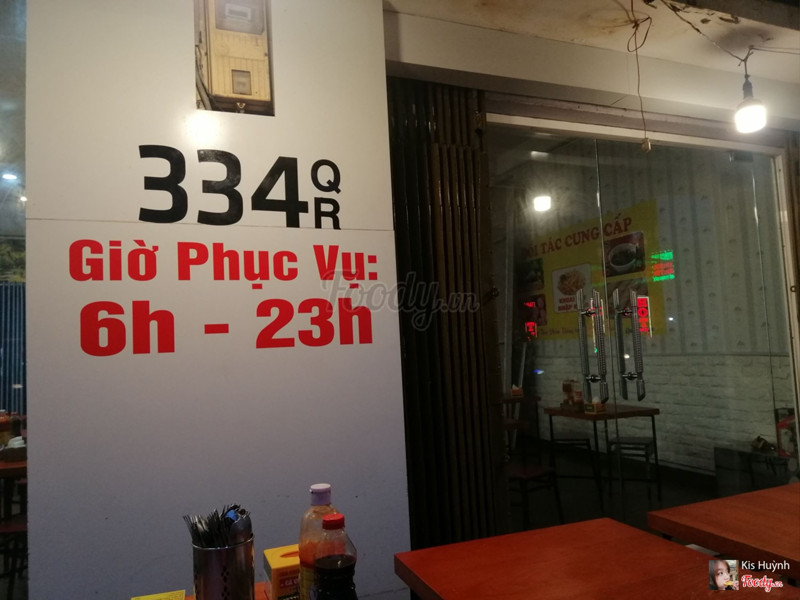 334 Q
R
Giờ Phục Vụ:
6h - 23h
Foody.vn
TÁC CUNG CẤP
Kis Huỳnh
Foody.vn